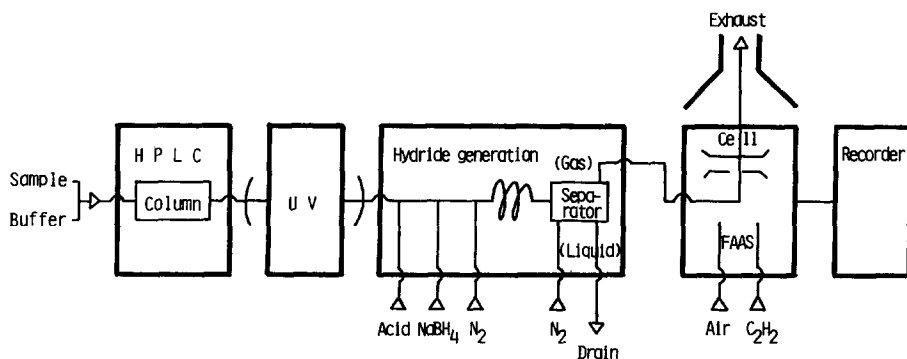 Exhaust
H P L C
Sample
Buffer
Column
U V
Hydride generation
(Gas)
Sepa-
rator
(Liquid)
Cell
FAAS
Recorder
Acid
NaBH₄
N₂
N₂
Drain
Air
C₂H₂